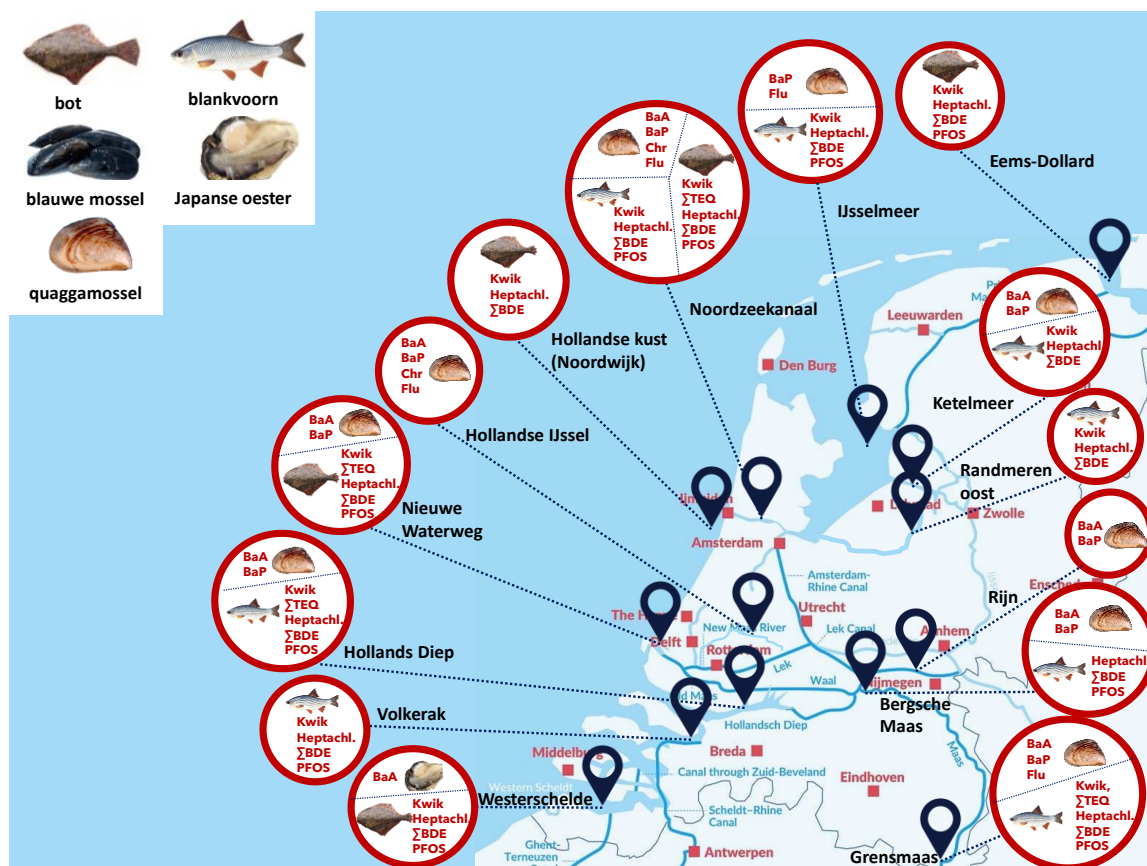 bot
blankvoorn
blauwe mossel
Japanse oester
quaggamossel
BaP
Flu
Kwik
Heptachl.
∑BDE
PFOS
IJsselmeer
Kwik
Heptachl.
∑BDE
PFOS
Eems-Dollard
BaA
BaP
Chr
Flu
Kwik
∑TEQ
Heptachl.
∑BDE
PFOS
Kwik
Heptachl.
∑BDE
PFOS
Noordzeekanaal
Kwik
Heptachl.
∑BDE
Hollandse kust
(Noordwijk)
BaA
BaP
Chr
Flu
Hollandse IJssel
BaA
BaP
Kwik
Heptachl.
∑BDE
Ketelmeer
Kwik
Heptachl.
∑BDE
Randmeren
oost
BaA
BaP
Kwik
∑TEQ
Heptachl.
∑BDE
PFOS
Nieuwe
Waterweg
BaA
BaP
Rijn
BaA
BaP
Kwik
∑TEQ
Heptachl.
∑BDE
PFOS
Hollands Diep
BaA
BaP
Heptachl.
∑BDE
PFOS
Bergsche
Maas
Kwik
Heptachl.
∑BDE
PFOS
Volkerak
BaA
Kwik
Heptachl.
∑BDE
PFOS
Westerschelde
BaA
BaP
Flu
Kwik,
∑TEQ
Heptachl.
∑BDE
PFOS
Grensmaas
Leeuwarden
Den Burg
Zwolle
Amsterdam
Amsterdam-
Rhine Canal
Utrecht
Delft
Lek Canal
Lek
Waal
Hollandsch Diep
Maas
Breda
Canal through Zuid-Beveland
Western Scheldt
Eindhoven
Scheldt-Rhine
Canal
Ghent-
Terneuzen
Antwerpen